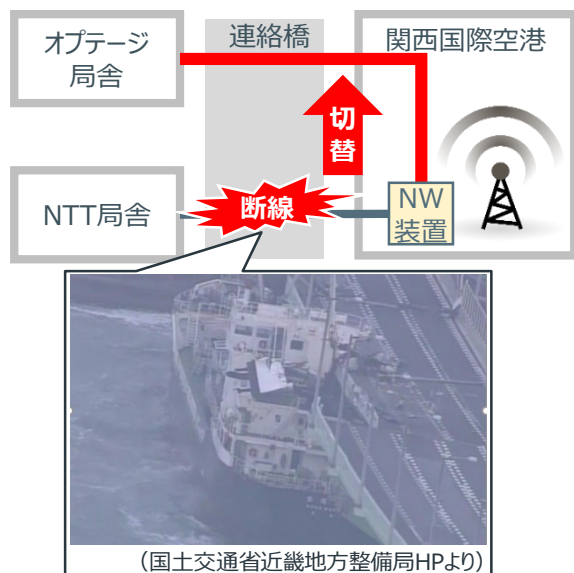 オプテージ
局舎
連絡橋
関西国際空港
切
替
NTT局舎
断線
NW
装置
（国土交通省近畿地方整備局HPより）